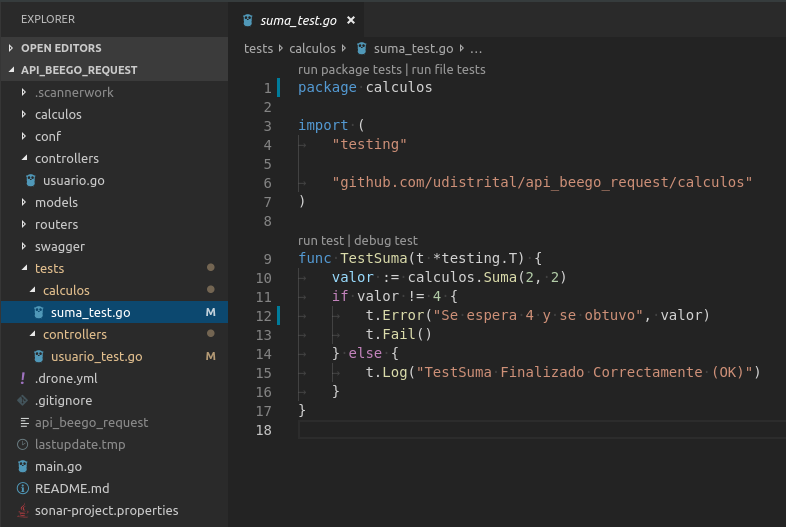 EXPLORER
OPEN EDITORS
API_BEEGO_REQUEST
.scannerwork
calculos
conf
controllers
usuario.go
models
routers
swagger
tests
calculos
suma_test.go M
controllers
usuario_test.go M
.drone.yml
.gitignore
api_beego_request
lastupdate.tmp
main.go
README.md
sonar-project.properties
suma_test.go ×
tests calculos suma_test.go ...
run package tests | run file tests
1 package calculos
2
3 import (
4 "testing"
5
6 "github.com/udistrital/api_beego_request/calculos"
7 )
8
run test | debug test
9 func TestSuma(t *testing.T) {
10 valor := calculos.Suma(2, 2)
11 if valor != 4 {
12 t.Error("Se espera 4 y se obtuvo", valor)
13 t.Fail()
14 } else {
15 t.Log("TestSuma Finalizado Correctamente (OK)")
16 }
17 }
18